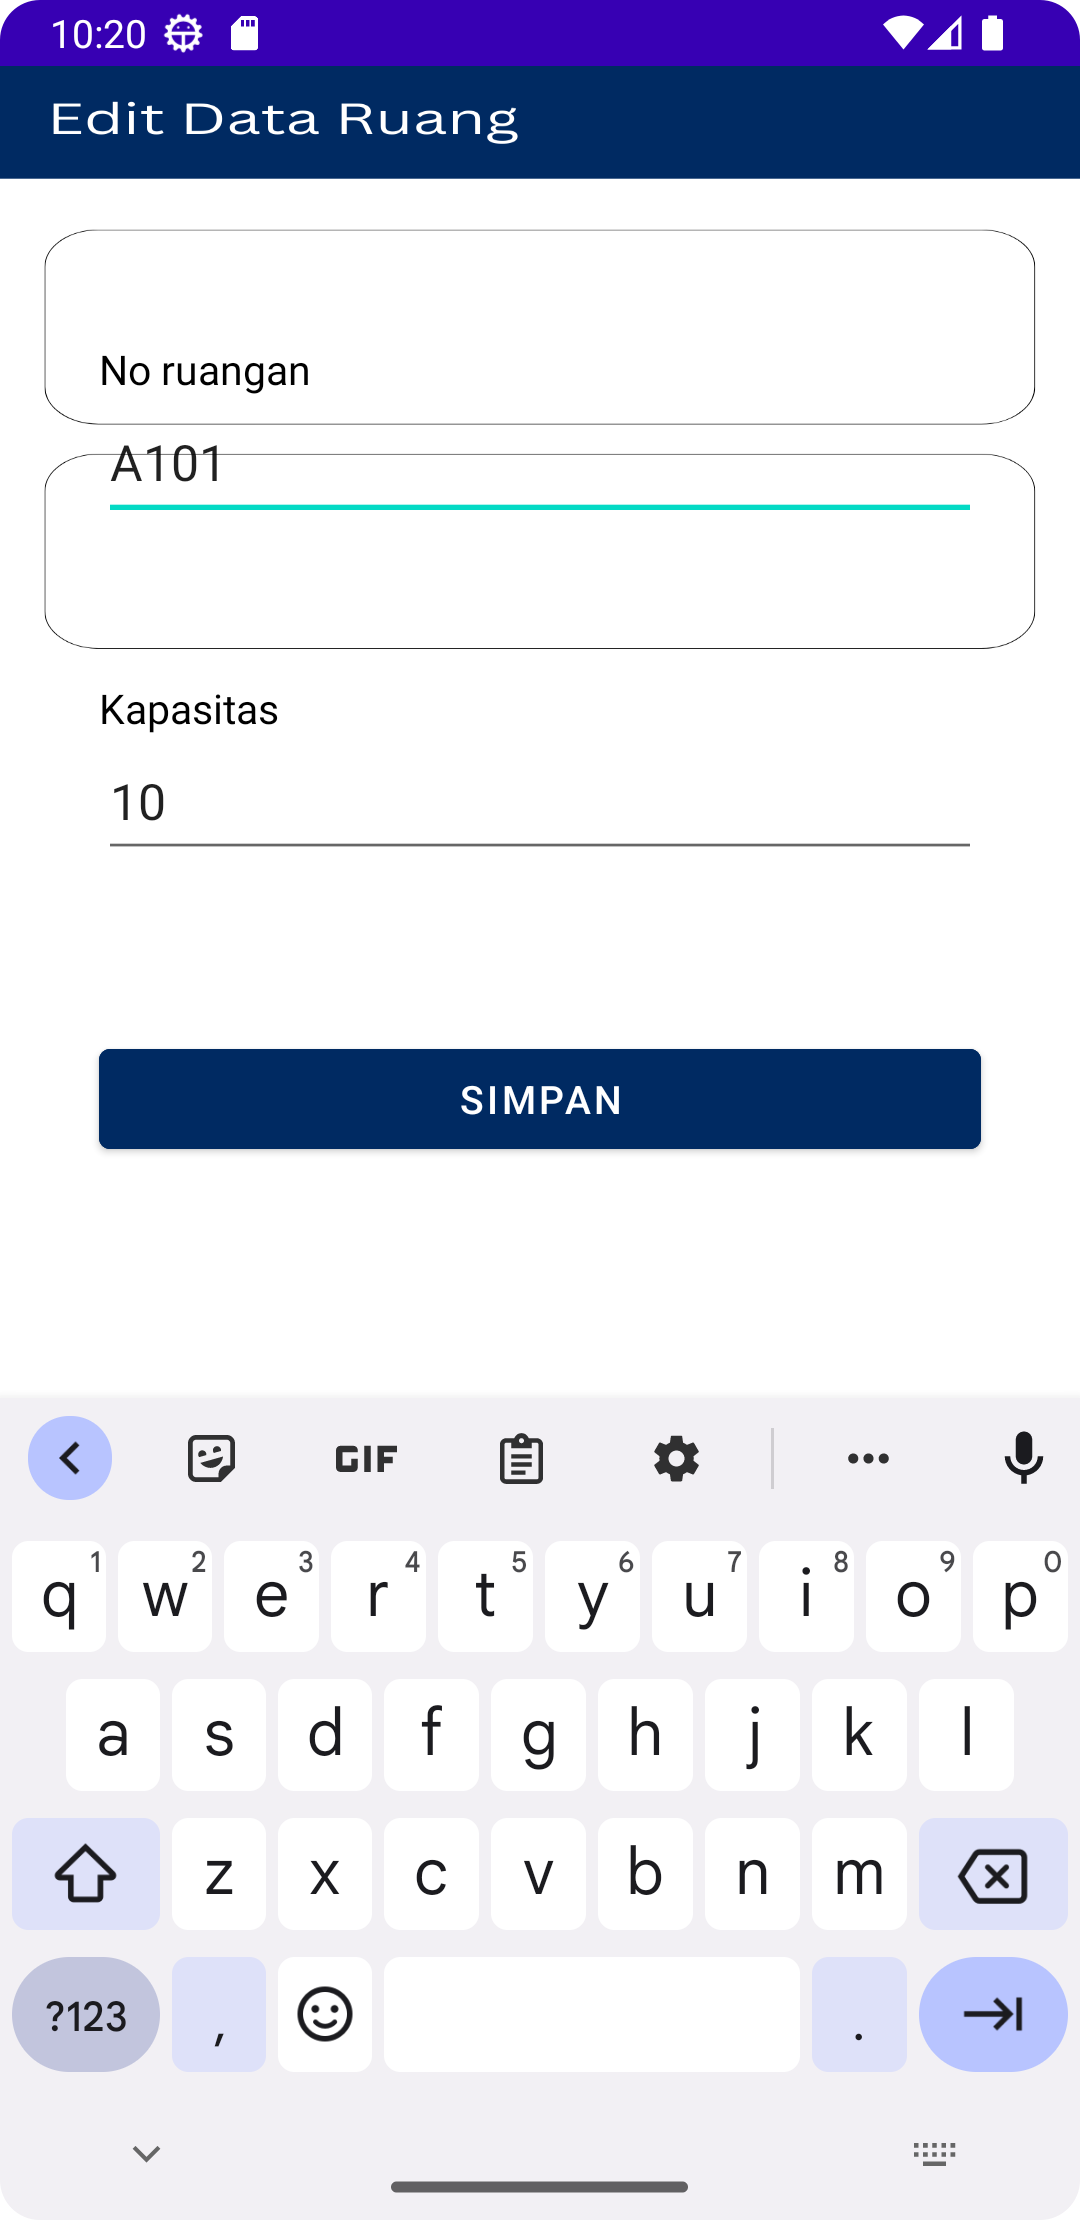 10:20
Edit Data Ruang
No ruangan
A101
Kapasitas
10
SIMPAN
GIF
q 1 w 2 e 3 r 4 t 5 y 6 u 7 i 8 o 9 p 0
a s d f g h j k l
z x c v b n m
?123 , .